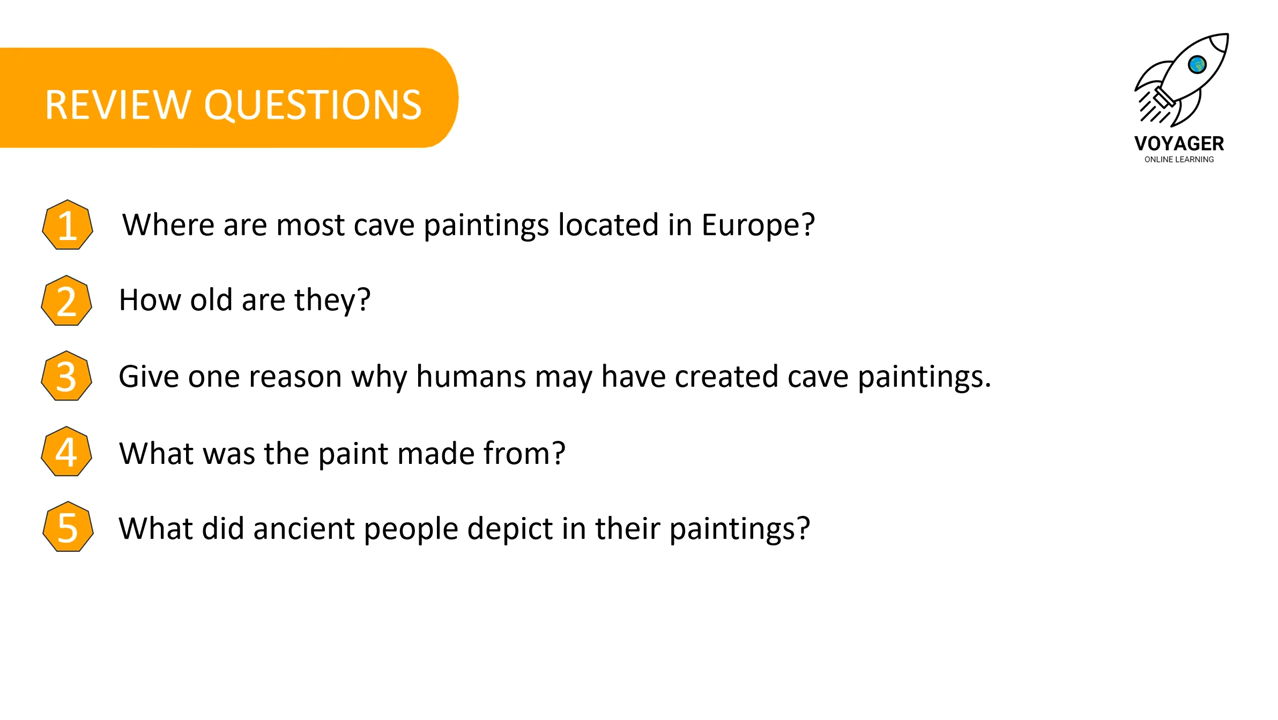 REVIEW QUESTIONS
VOYAGER
ONLINE LEARNING
1 Where are most cave paintings located in Europe?
2 How old are they?
3 Give one reason why humans may have created cave paintings.
4 What was the paint made from?
5 What did ancient people depict in their paintings?